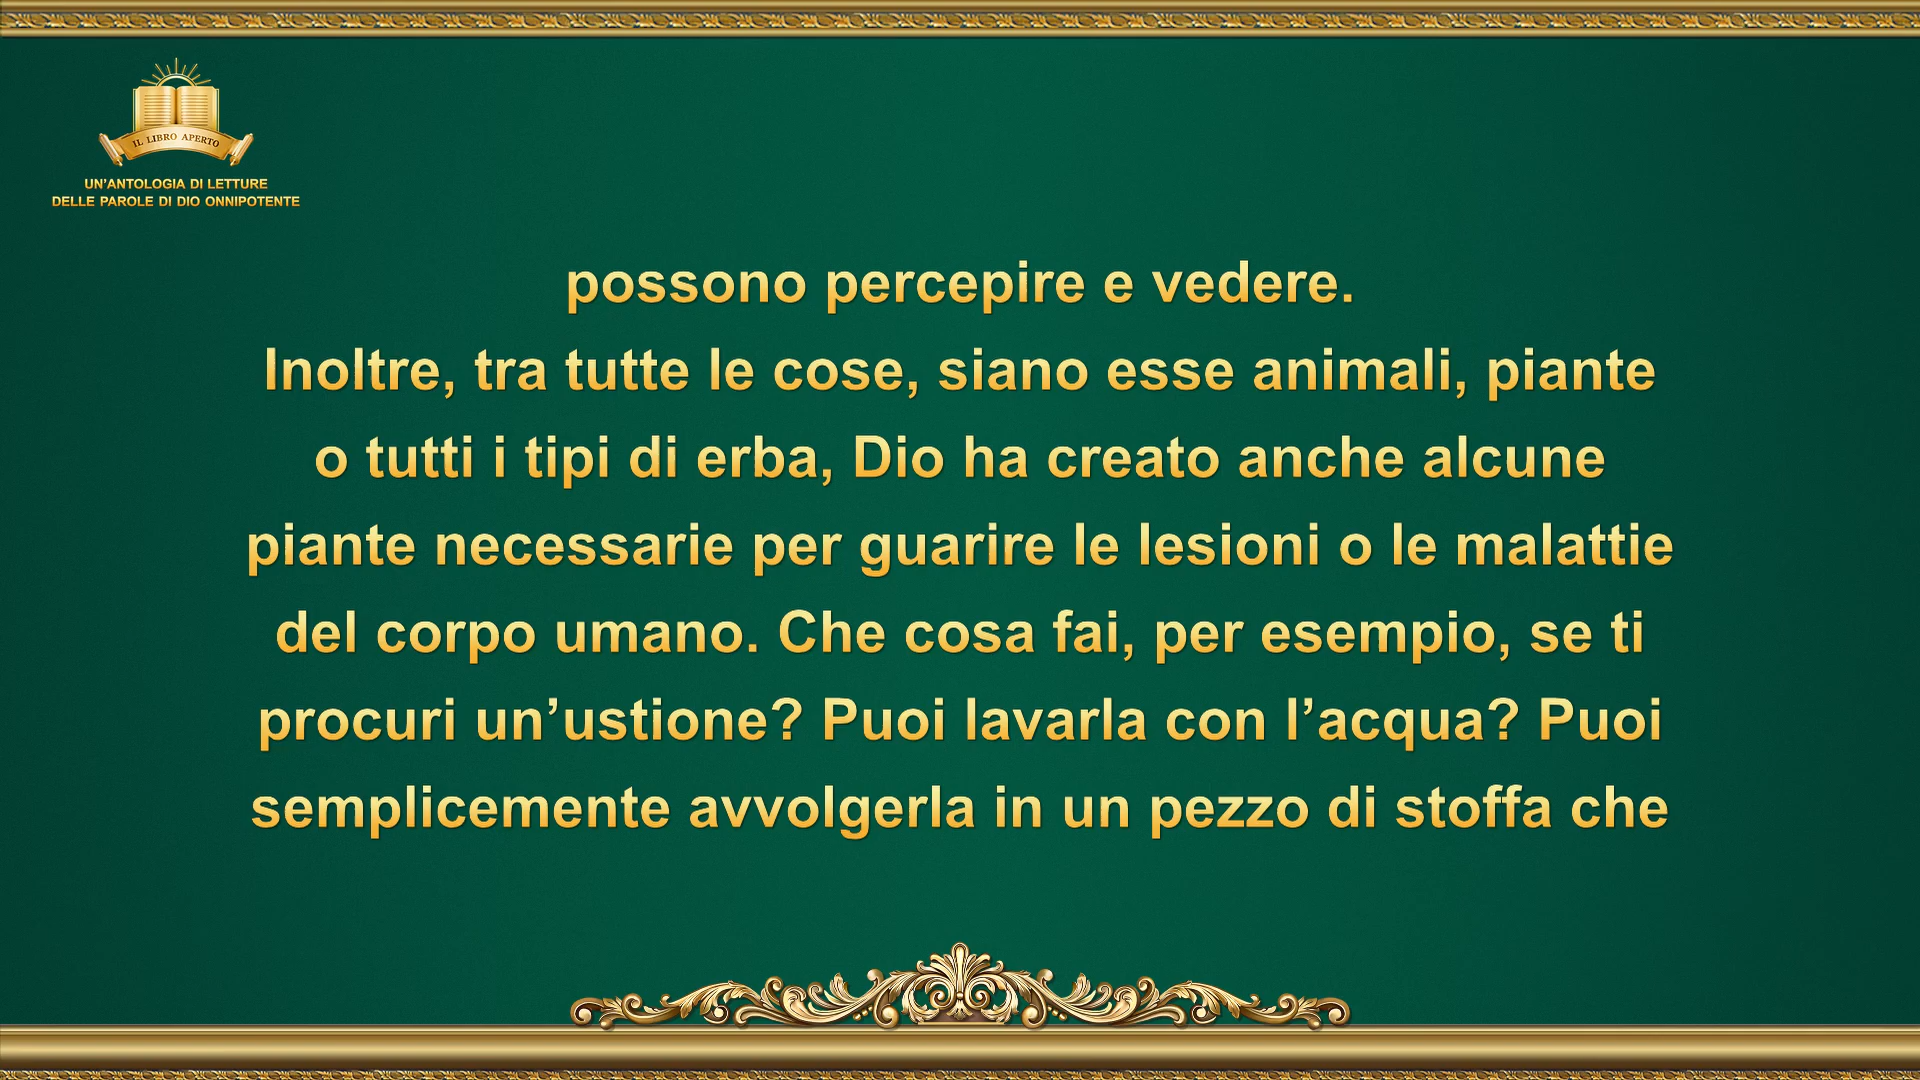 IL LIBRO APERTO
UN’ANTOLOGIA DI LETTURE
DELLE PAROLE DI DIO ONNIPOTENTE
possono percepire e vedere.
Inoltre, tra tutte le cose, siano esse animali, piante
o tutti i tipi di erba, Dio ha creato anche alcune
piante necessarie per guarire le lesioni o le malattie
del corpo umano. Che cosa fai, per esempio, se ti
procuri un’ustione? Puoi lavarla con l’acqua? Puoi
semplicemente avvolgerla in un pezzo di stoffa che